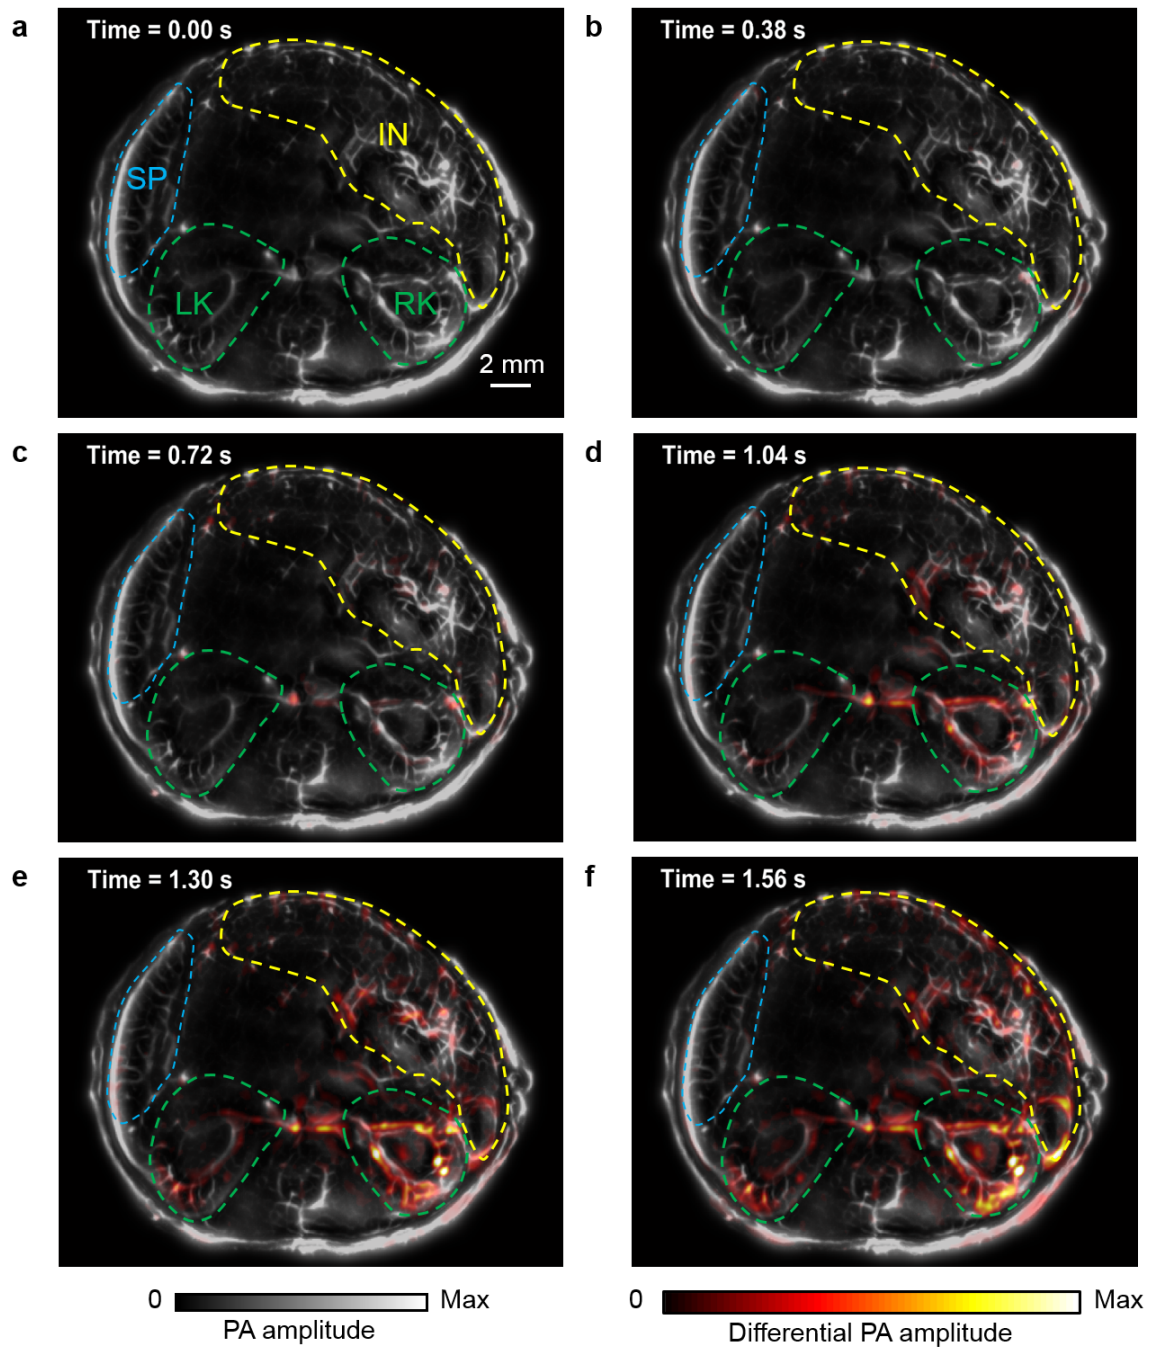 a
Time = 0.00 s
IN
SP
LK
RK
2 mm
b
Time = 0.38 s
c
Time = 0.72 s
d
Time = 1.04 s
e
Time = 1.30 s
f
Time = 1.56 s
0 Max
PA amplitude
0 Max
Differential PA amplitude